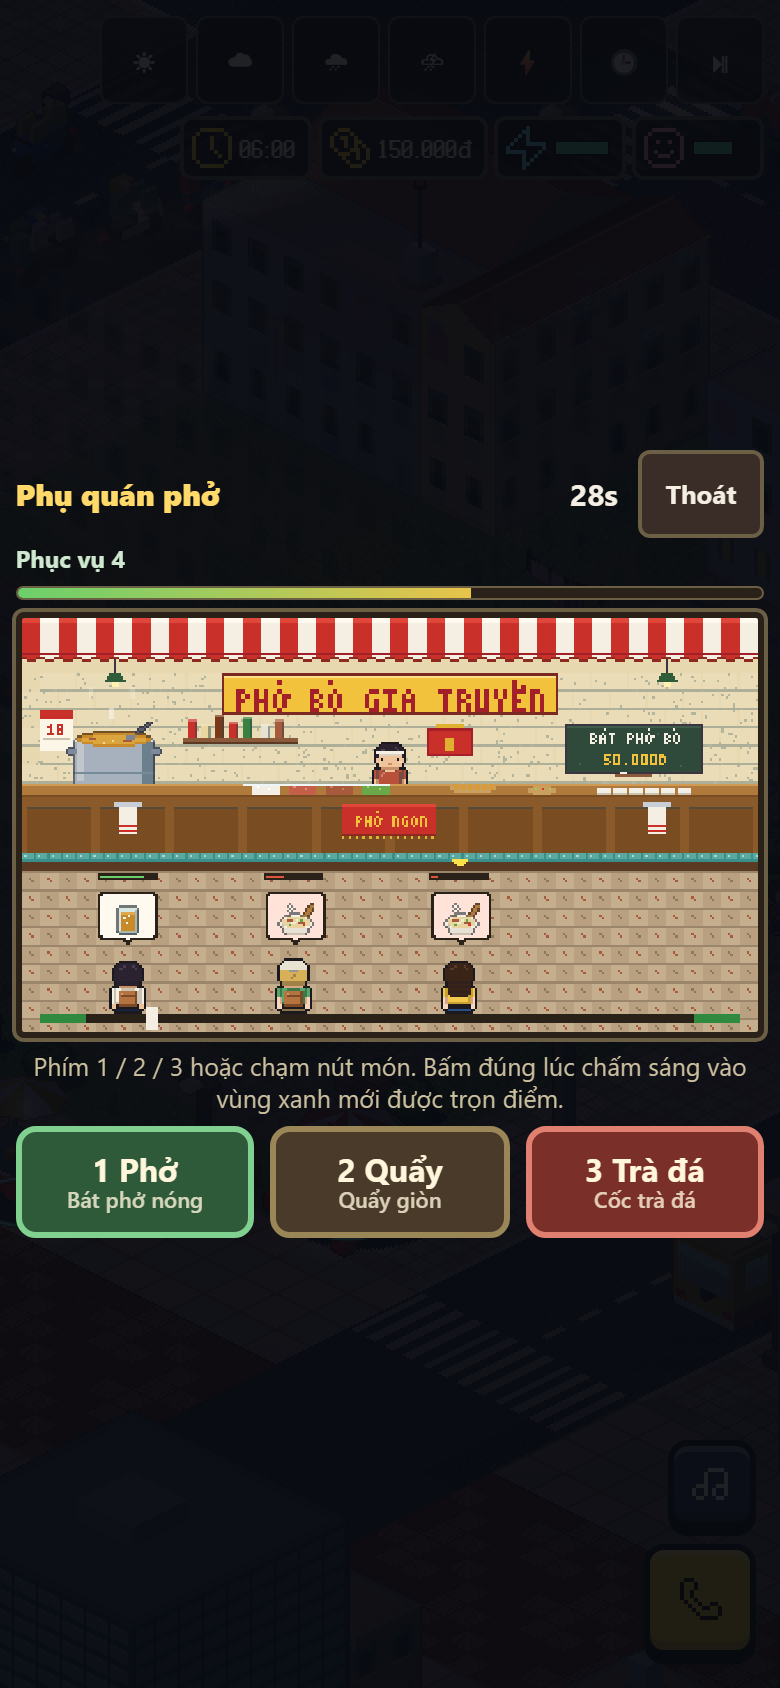 06:00
150.000đ
Phụ quán phở
28s
Thoát
Phục vụ 4
PHỞ BÒ GIA TRUYỀN
18
BÁT PHỞ BÒ
50.000Đ
PHỞ NGON
Phím 1 / 2 / 3 hoặc chạm nút món. Bấm đúng lúc chấm sáng vào
vùng xanh mới được trọn điểm.
1 Phở
Bát phở nóng
2 Quẩy
Quẩy giòn
3 Trà đá
Cốc trà đá